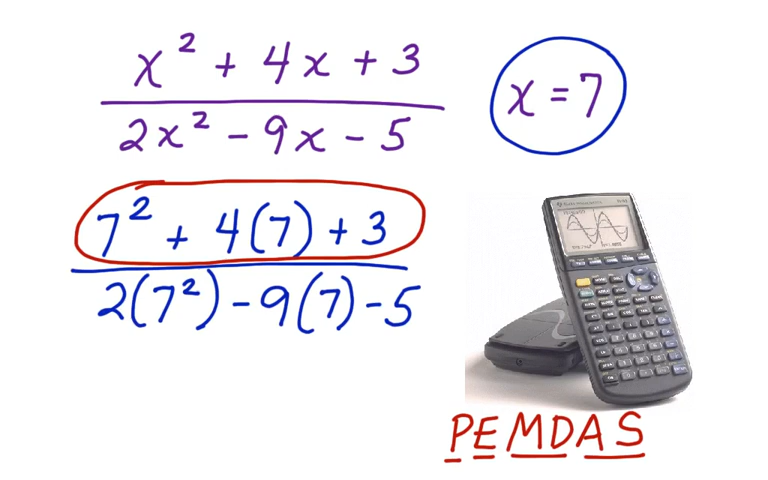 x² + 4x + 3
2x² - 9x - 5
x = 7
7² + 4(7) + 3
2(7²) - 9(7) - 5
PEMDAS